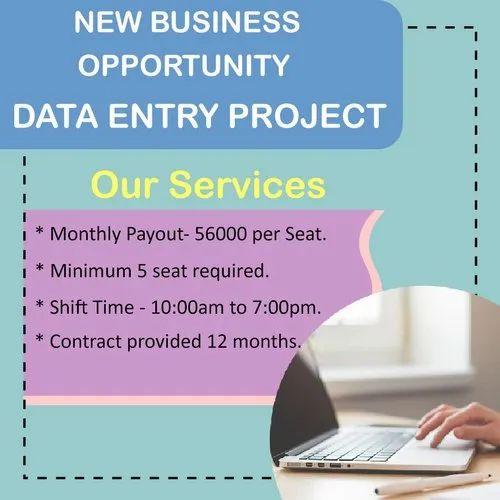 NEW BUSINESS
OPPORTUNITY
DATA ENTRY PROJECT
Our Services
* Monthly Payout- 56000 per Seat.
* Minimum 5 seat required.
* Shift Time - 10:00am to 7:00pm.
* Contract provided 12 months.